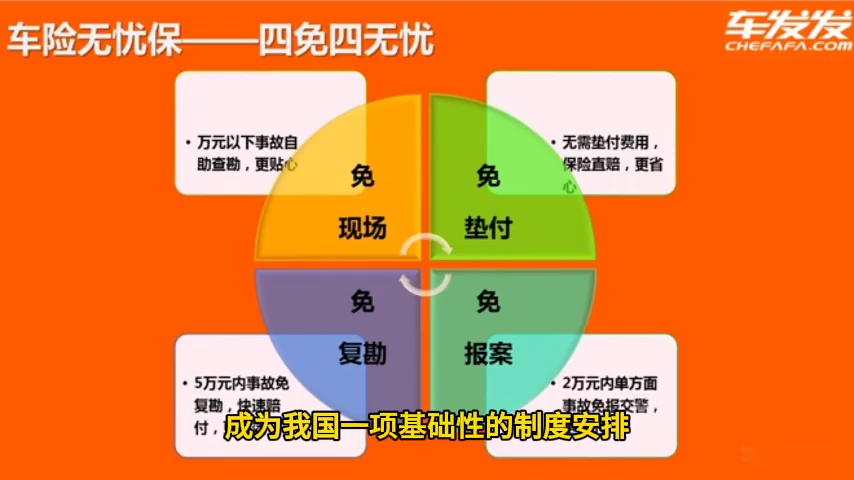 车险无忧保——四免四无忧
车发发
CHEFAFA.COM
• 万元以下事故自
助查勘，更贴心
• 无需垫付费用，
保险直赔，更省
心
免
现场
免
垫付
免
复勘
免
报案
• 5万元内事故免
复勘，快速赔
付，
• 2万元内单方面
事故免报交警，
成为我国一项基础性的制度安排